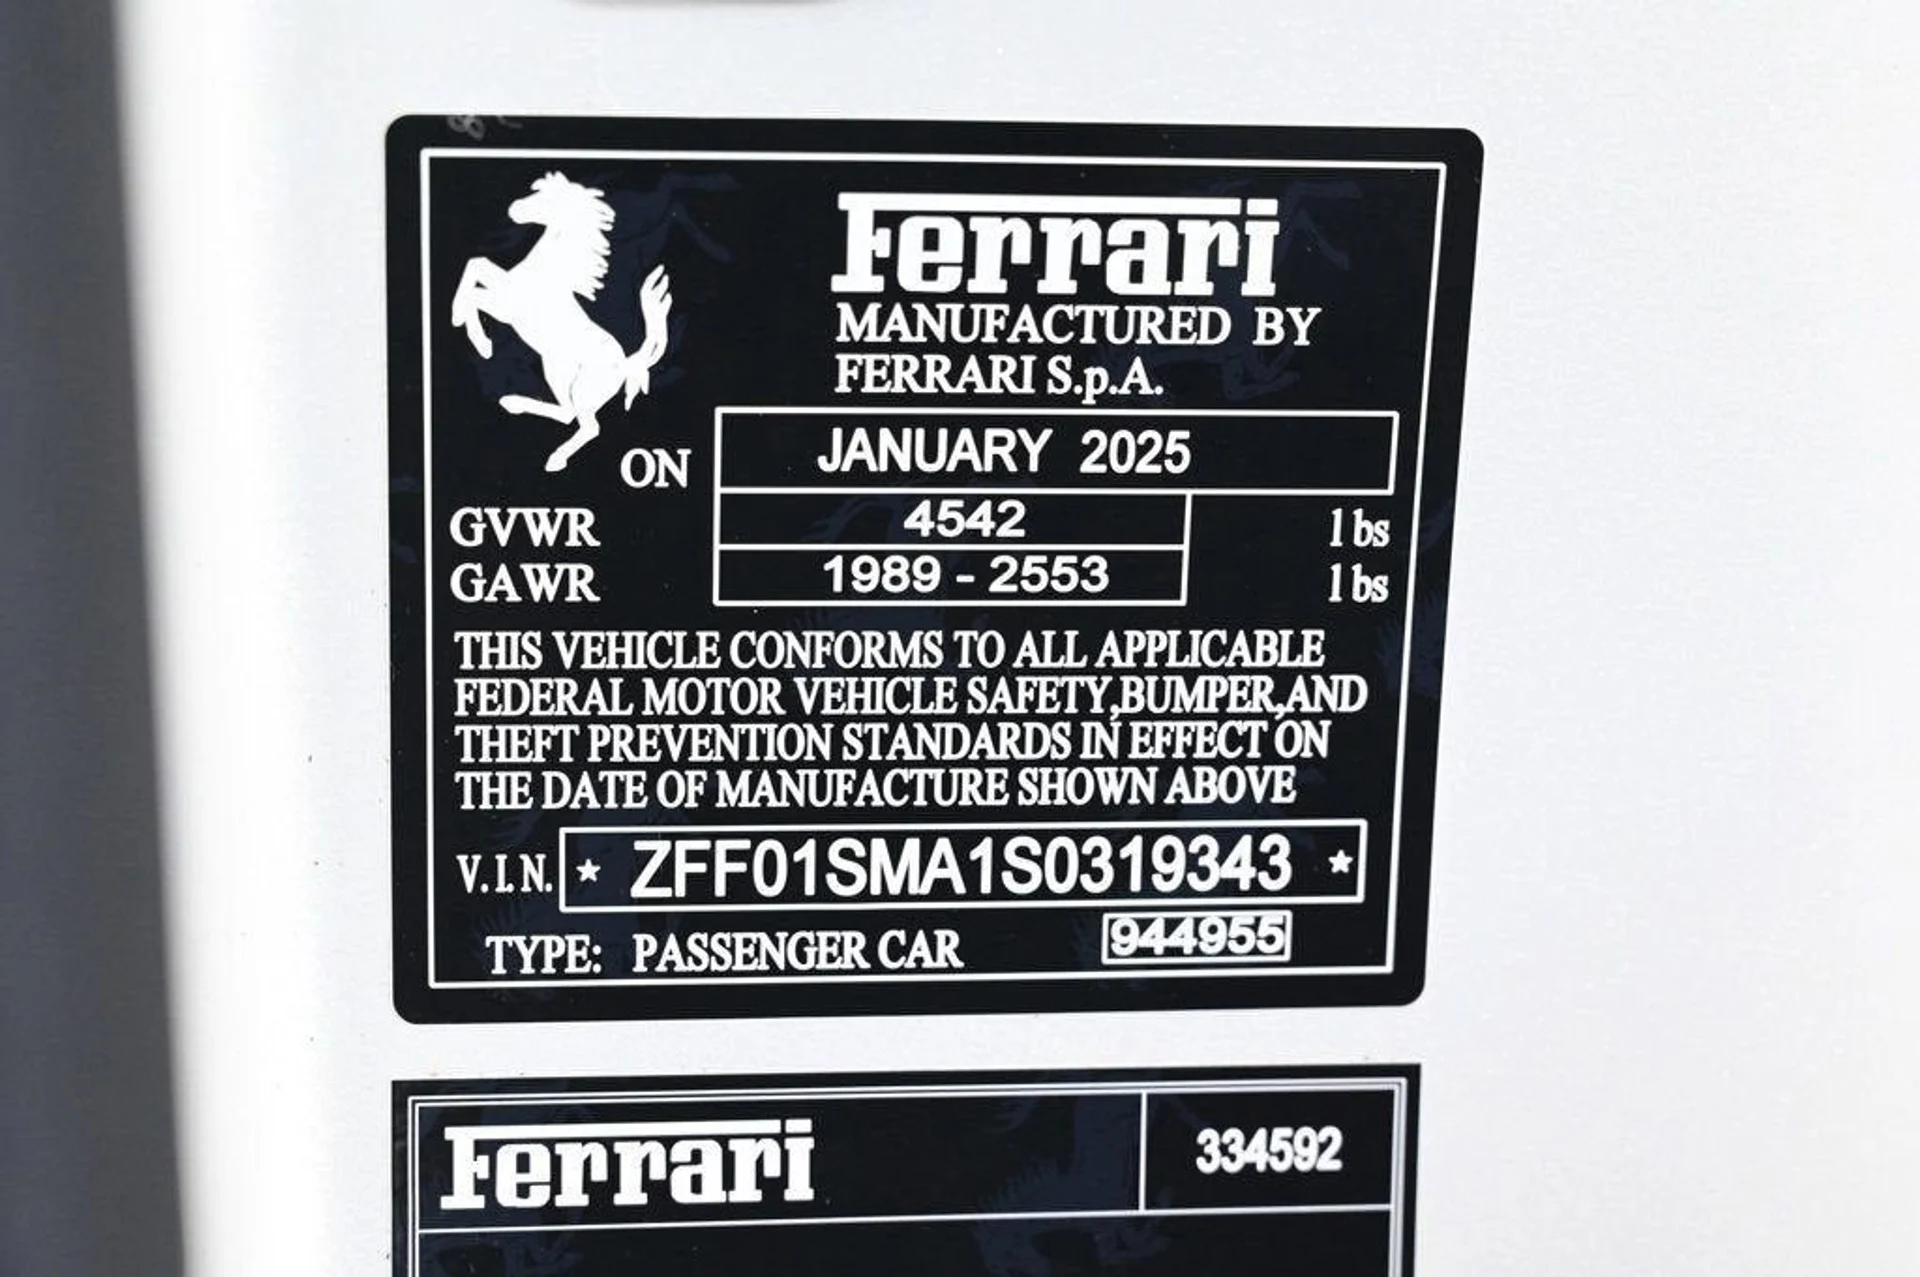 Ferrari
MANUFACTURED BY
FERRARI S.p.A.
ON JANUARY 2025
GVWR 4542 lbs
GAWR 1989 - 2553 lbs
THIS VEHICLE CONFORMS TO ALL APPLICABLE
FEDERAL MOTOR VEHICLE SAFETY,BUMPER,AND
THEFT PREVENTION STANDARDS IN EFFECT ON
THE DATE OF MANUFACTURE SHOWN ABOVE
V.I.N. ★ ZFF01SMA1S0319343 ★
TYPE: PASSENGER CAR 944955
Ferrari 334592